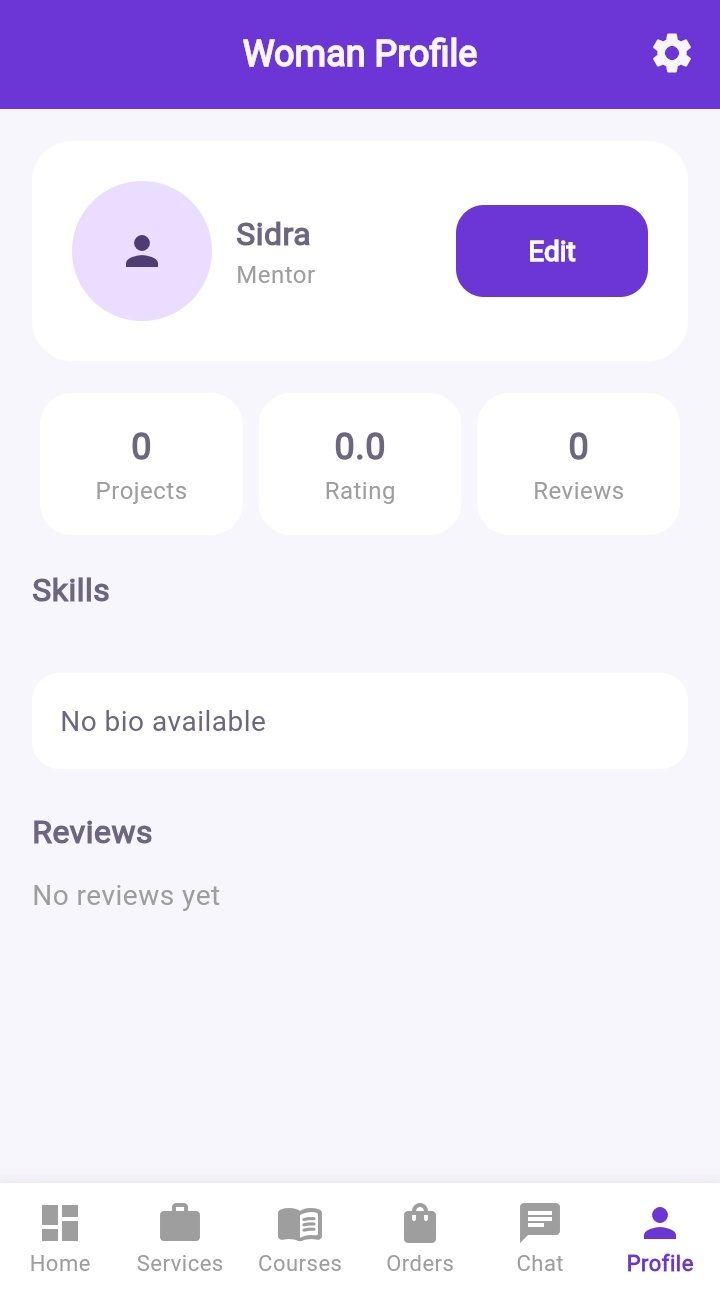 Woman Profile
Sidra
Mentor
Edit
0
Projects
0.0
Rating
0
Reviews
Skills
No bio available
Reviews
No reviews yet
Home
Services
Courses
Orders
Chat
Profile